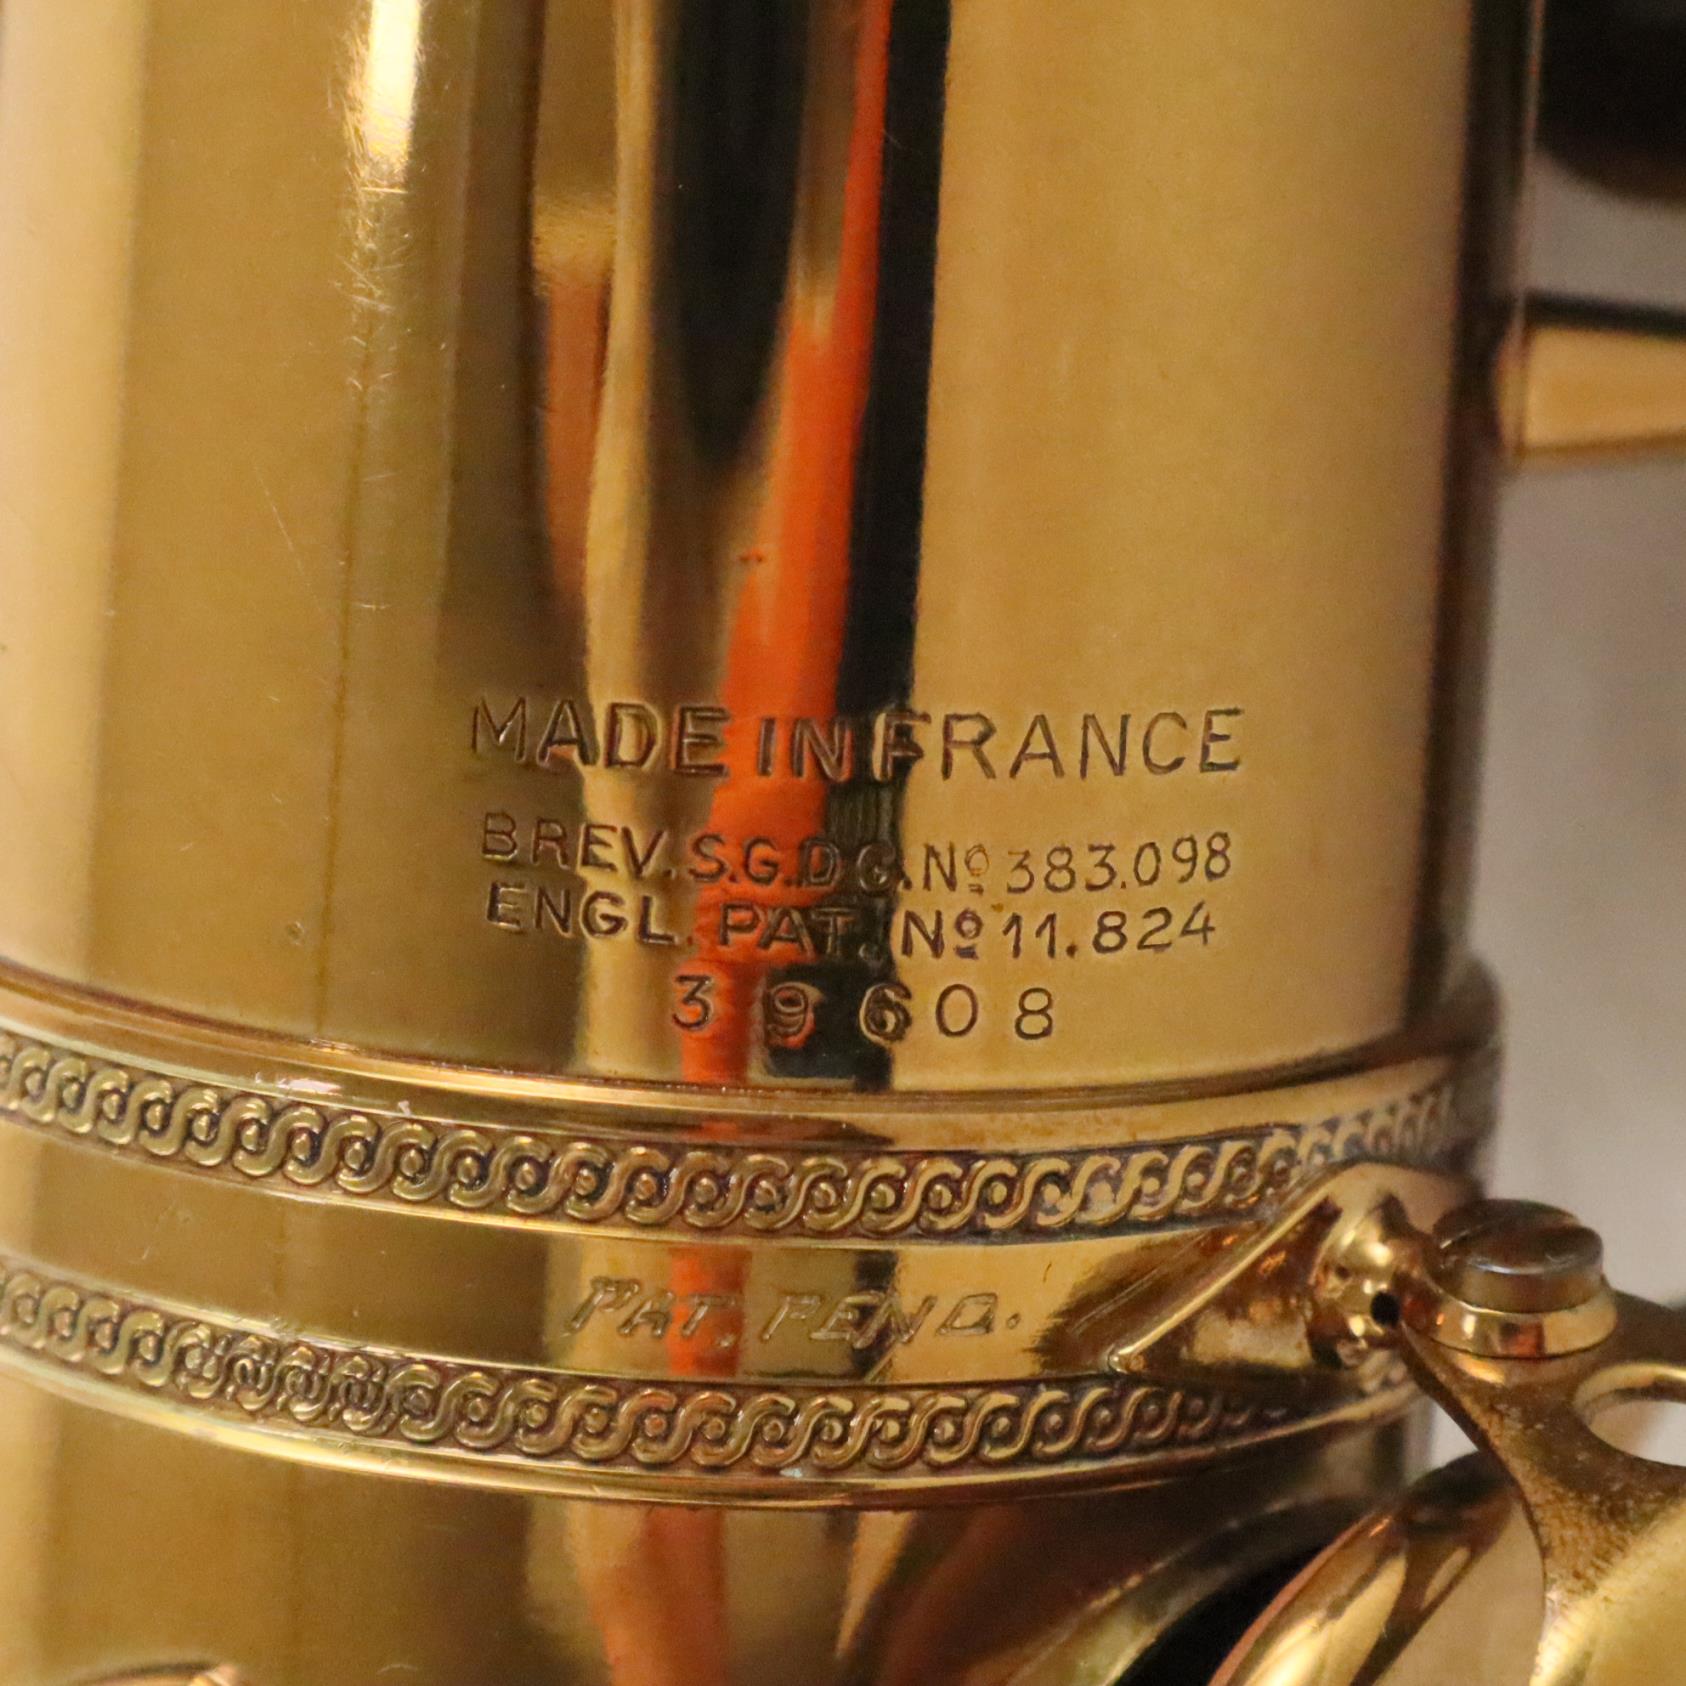 MADE IN FRANCE
BREV. S.G.D.G. Nº 383.098
ENGL. PAT. Nº 11.824
39608
PAT. PEND.